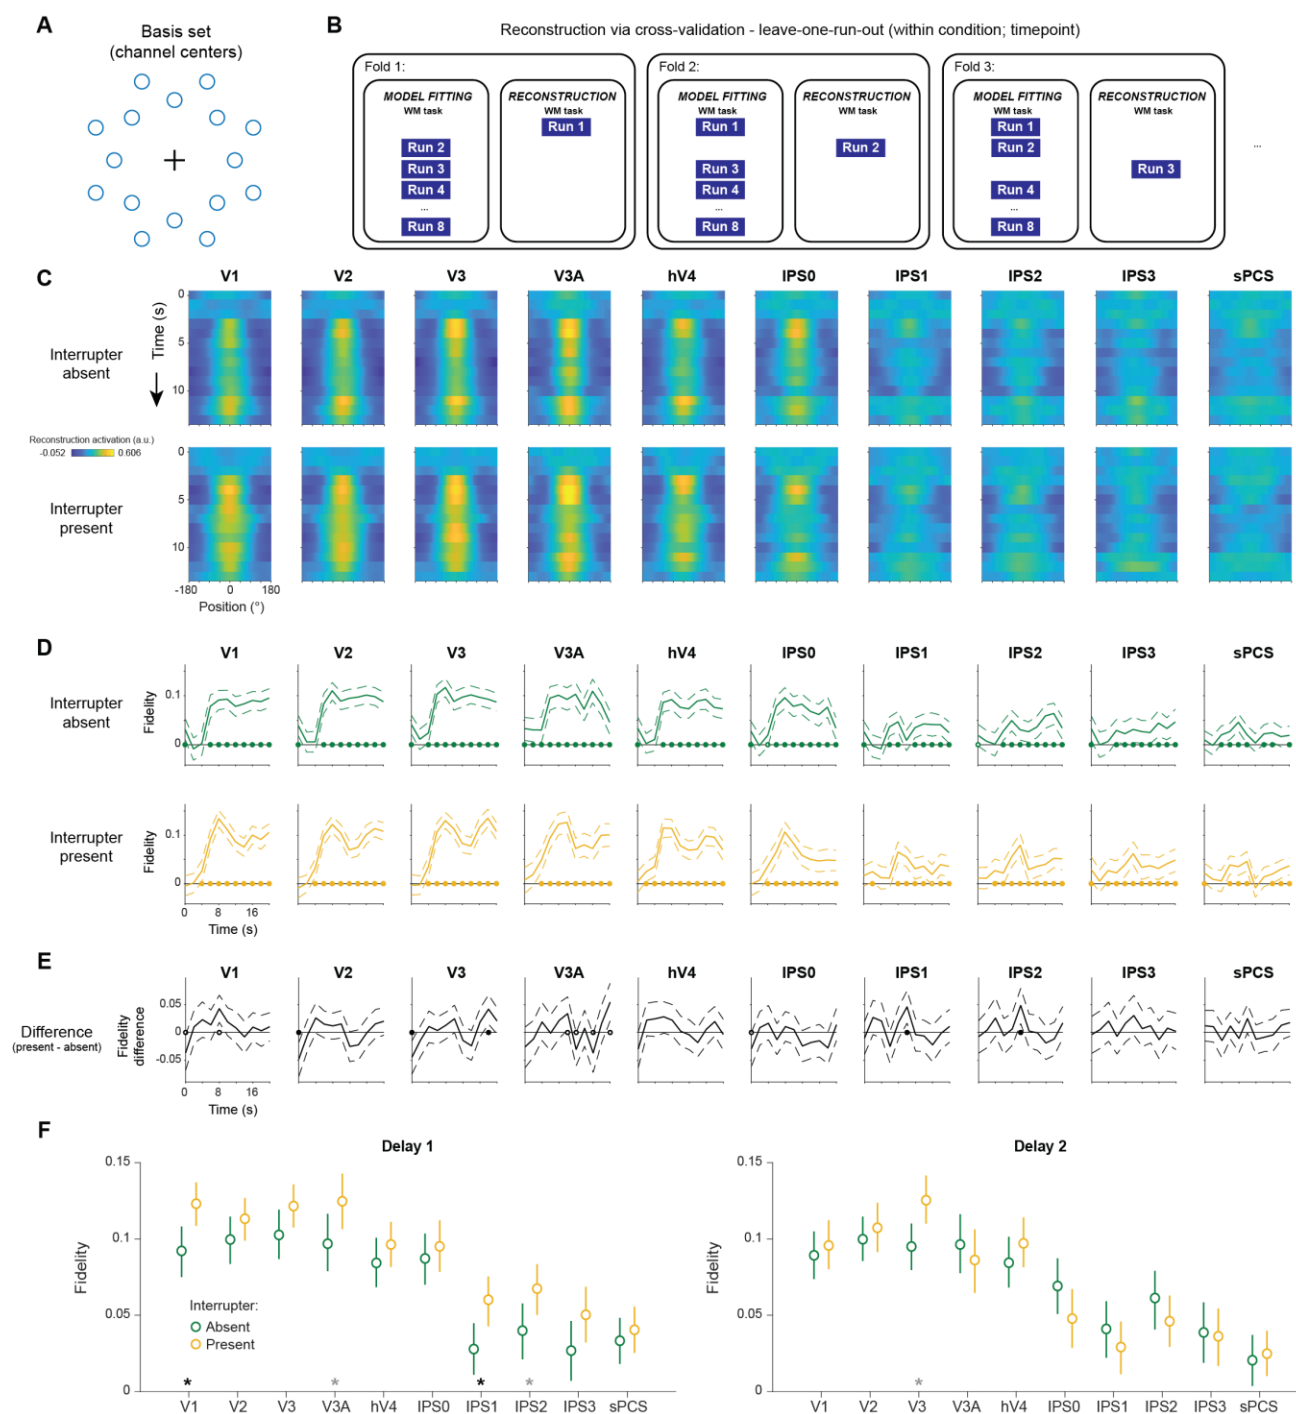 A
Basis set
(channel centers)
B
Reconstruction via cross-validation - leave-one-run-out (within condition; timepoint)
Fold 1:
MODEL FITTING
WM task
Run 2
Run 3
Run 4
...
Run 8
RECONSTRUCTION
WM task
Run 1
Fold 2:
MODEL FITTING
WM task
Run 1
Run 3
Run 4
...
Run 8
RECONSTRUCTION
WM task
Run 2
Fold 3:
MODEL FITTING
WM task
Run 1
Run 2
Run 4
...
Run 8
RECONSTRUCTION
WM task
Run 3
...
C
V1 V2 V3 V3A hV4 IPS0 IPS1 IPS2 IPS3 sPCS
Interrupter
absent
Time (s)
0
5
10
Reconstruction activation (a.u.)
-0.052 0.606
Interrupter
present
0
5
10
-180 0 180
Position (°)
D
V1 V2 V3 V3A hV4 IPS0 IPS1 IPS2 IPS3 sPCS
Interrupter
absent
Fidelity
0.1
0
Interrupter
present
Fidelity
0.1
0
0 8 16
Time (s)
E
V1 V2 V3 V3A hV4 IPS0 IPS1 IPS2 IPS3 sPCS
Difference
(present - absent)
Fidelity
difference
0.05
0
-0.05
0 8 16
Time (s)
F
Delay 1
Fidelity
0.15
0.1
0.05
0
Interrupter:
Absent
Present
* * * *
V1 V2 V3 V3A hV4 IPS0 IPS1 IPS2 IPS3 sPCS
Delay 2
Fidelity
0.15
0.1
0.05
0
*
V1 V2 V3 V3A hV4 IPS0 IPS1 IPS2 IPS3 sPCS